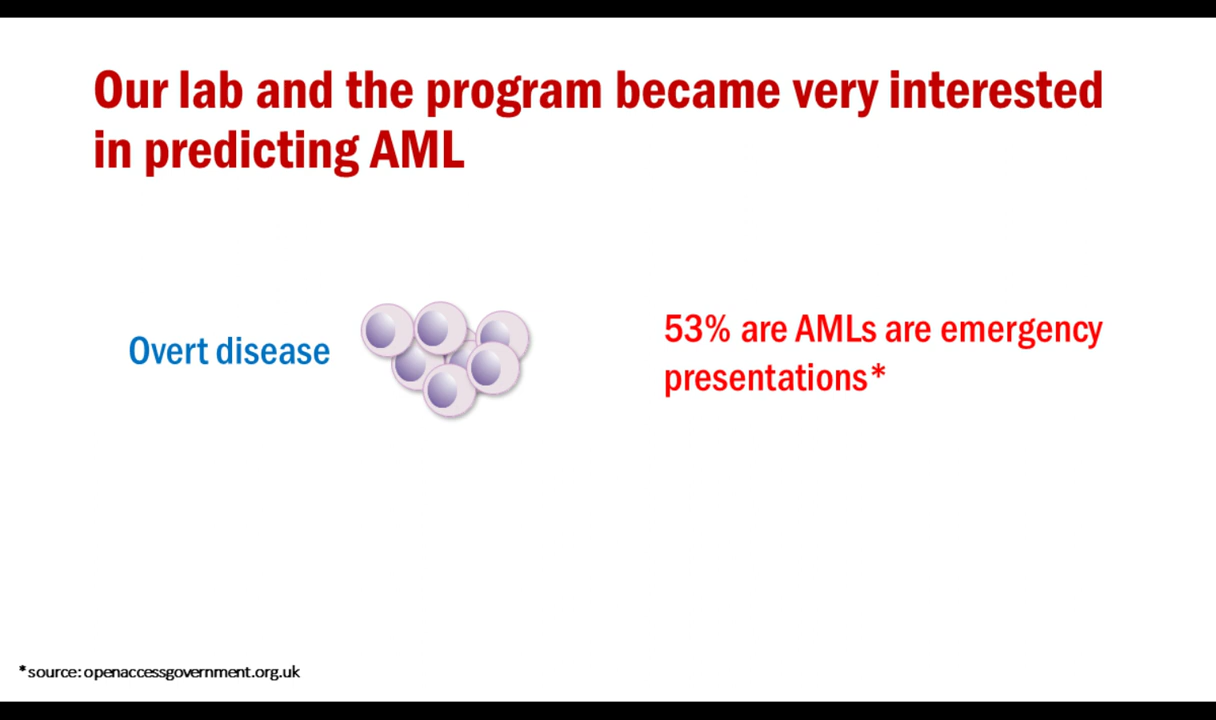 Our lab and the program became very interested
in predicting AML
Overt disease
53% are AMLs are emergency
presentations*
*source: openaccessgovernment.org.uk